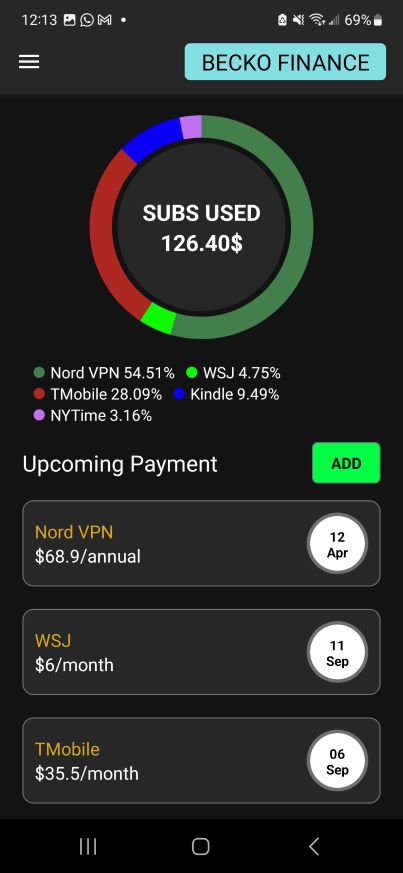 12:13 69%
BECKO FINANCE
SUBS USED
126.40$
Nord VPN 54.51% WSJ 4.75%
TMobile 28.09% Kindle 9.49%
NYTime 3.16%
Upcoming Payment ADD
Nord VPN
$68.9/annual
12
Apr
WSJ
$6/month
11
Sep
TMobile
$35.5/month
06
Sep